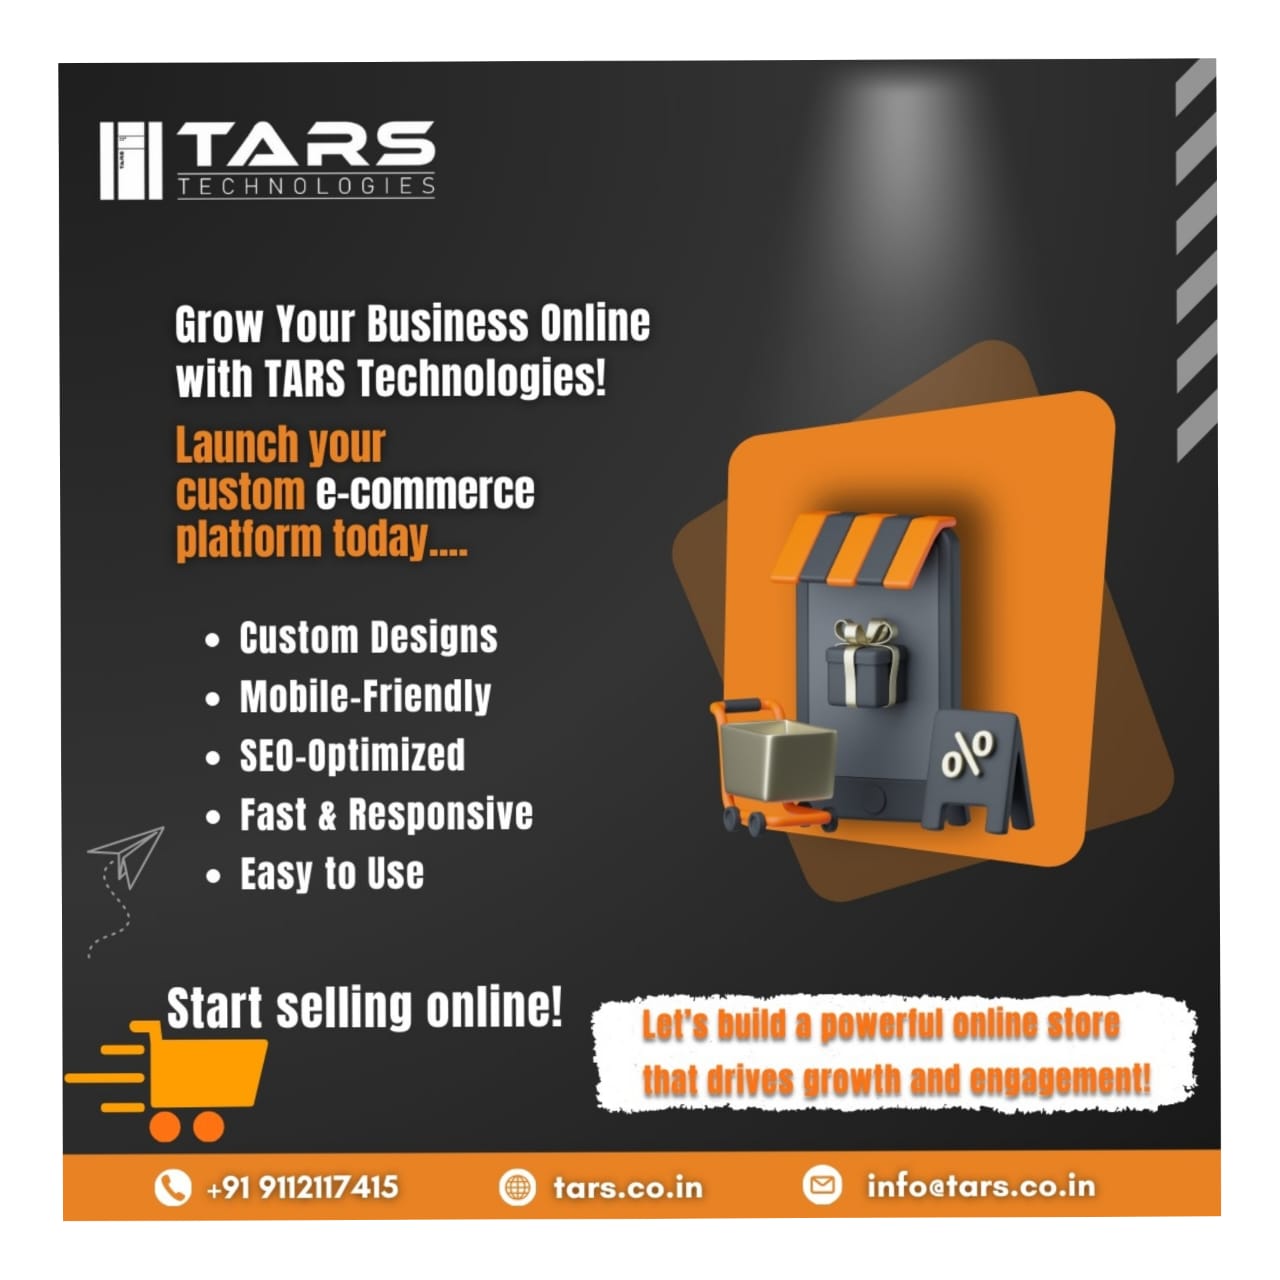 TARS
TECHNOLOGIES
Grow Your Business Online
with TARS Technologies!
Launch your
custom e-commerce
platform today....
• Custom Designs
• Mobile-Friendly
• SEO-Optimized
• Fast & Responsive
• Easy to Use
%
Start selling online!
Let's build a powerful online store
that drives growth and engagement!
+91 9112117415
tars.co.in
info@tars.co.in